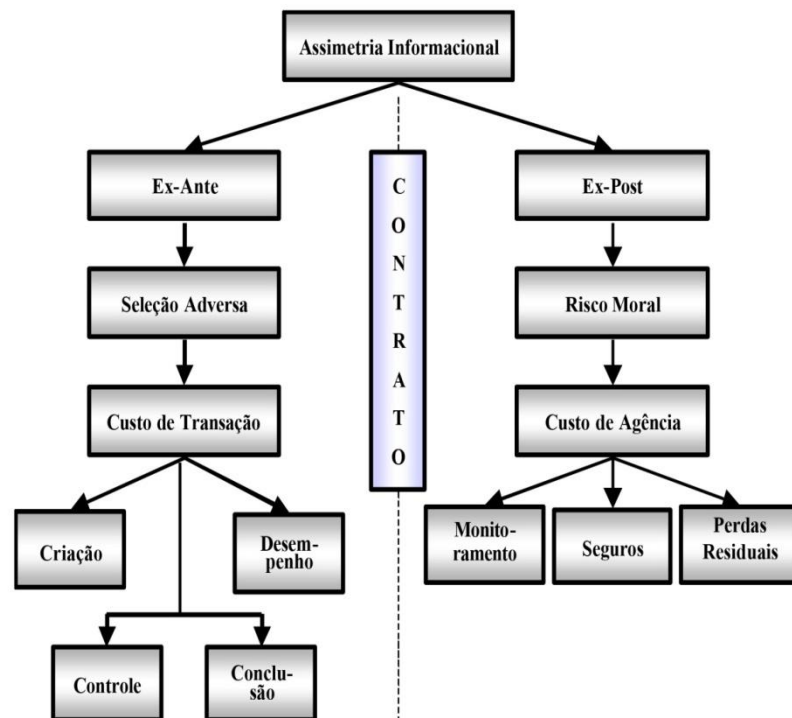 Assimetria Informacional
Ex-Ante
C
O
N
T
R
A
T
O
Ex-Post
Seleção Adversa
Risco Moral
Custo de Transação
Custo de Agência
Criação
Desem-
penho
Monito-
ramento
Seguros
Perdas
Residuais
Controle
Conclu-
são